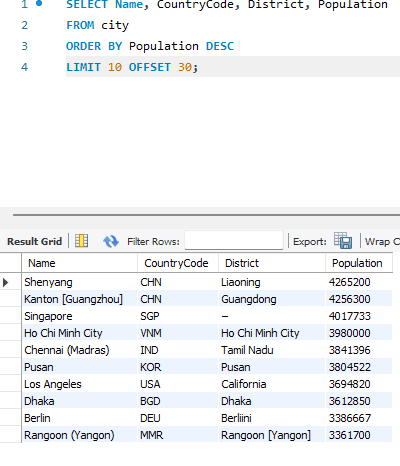 1 SELECT Name, CountryCode, District, Population
2 FROM city
3 ORDER BY Population DESC
4 LIMIT 10 OFFSET 30;
Result Grid Filter Rows: Export: Wrap C
Name CountryCode District Population
Shenyang CHN Liaoning 4265200
Kanton [Guangzhou] CHN Guangdong 4256300
Singapore SGP – 4017733
Ho Chi Minh City VNM Ho Chi Minh City 3980000
Chennai (Madras) IND Tamil Nadu 3841396
Pusan KOR Pusan 3804522
Los Angeles USA California 3694820
Dhaka BGD Dhaka 3612850
Berlin DEU Berliini 3386667
Rangoon (Yangon) MMR Rangoon [Yangon] 3361700